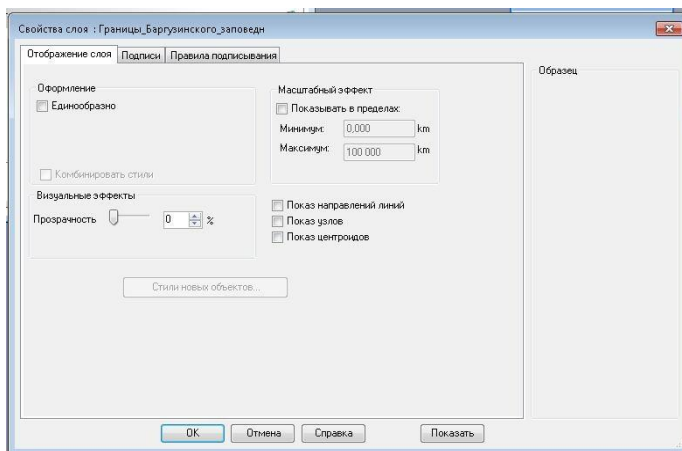 Свойства слоя : Границы_Баргузинского_заповедн
Отображение слоя
Подписи
Правила подписывания
Образец
Оформление
Единообразно
Комбинировать стили
Масштабный эффект
Показывать в пределах:
Минимум:
0,000
km
Максимум:
100 000
km
Визуальные эффекты
Прозрачность
0
%
Показ направлений линий
Показ узлов
Показ центроидов
Стили новых объектов...
OK
Отмена
Справка
Показать